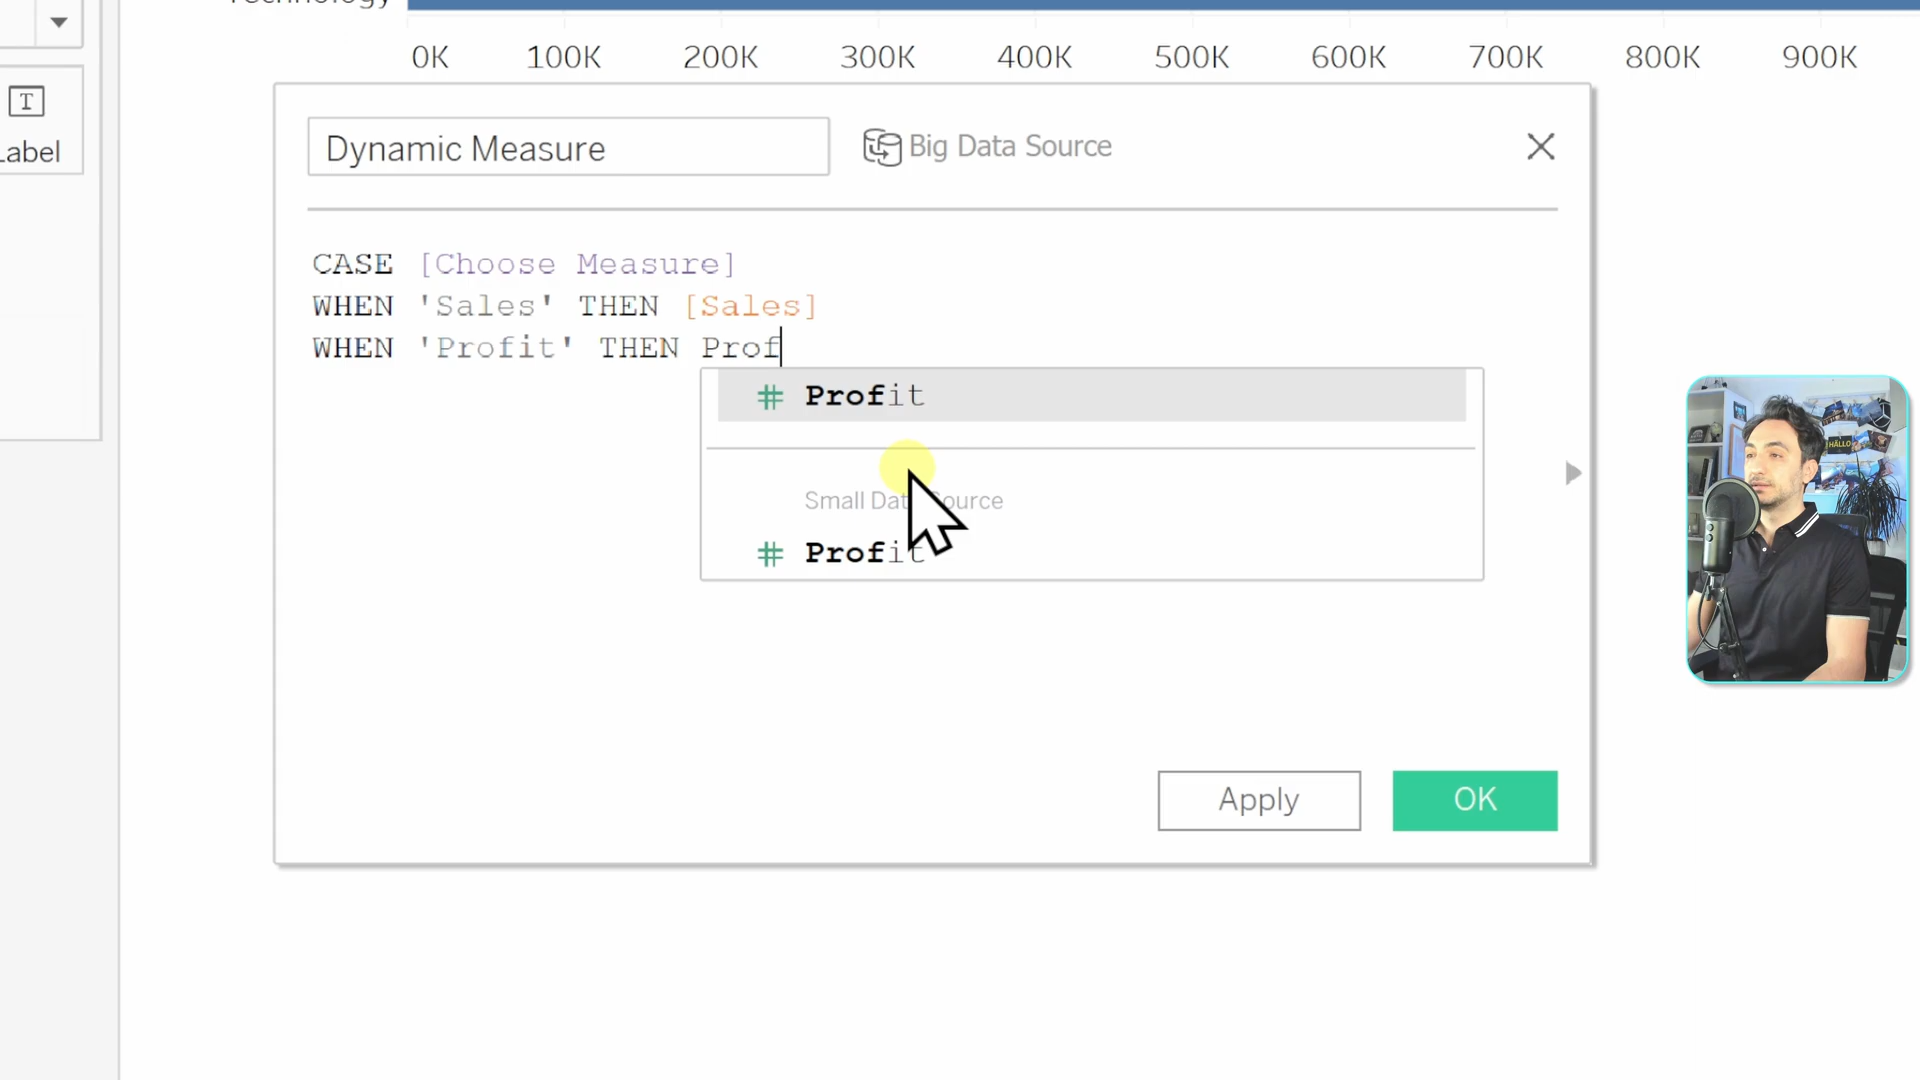 Technology
0K 100K 200K 300K 400K 500K 600K 700K 800K 900K
T
Label
Dynamic Measure
Big Data Source
CASE [Choose Measure]
WHEN 'Sales' THEN [Sales]
WHEN 'Profit' THEN Prof
# Profit
Small Data Source
# Profit
Apply
OK
HALLO